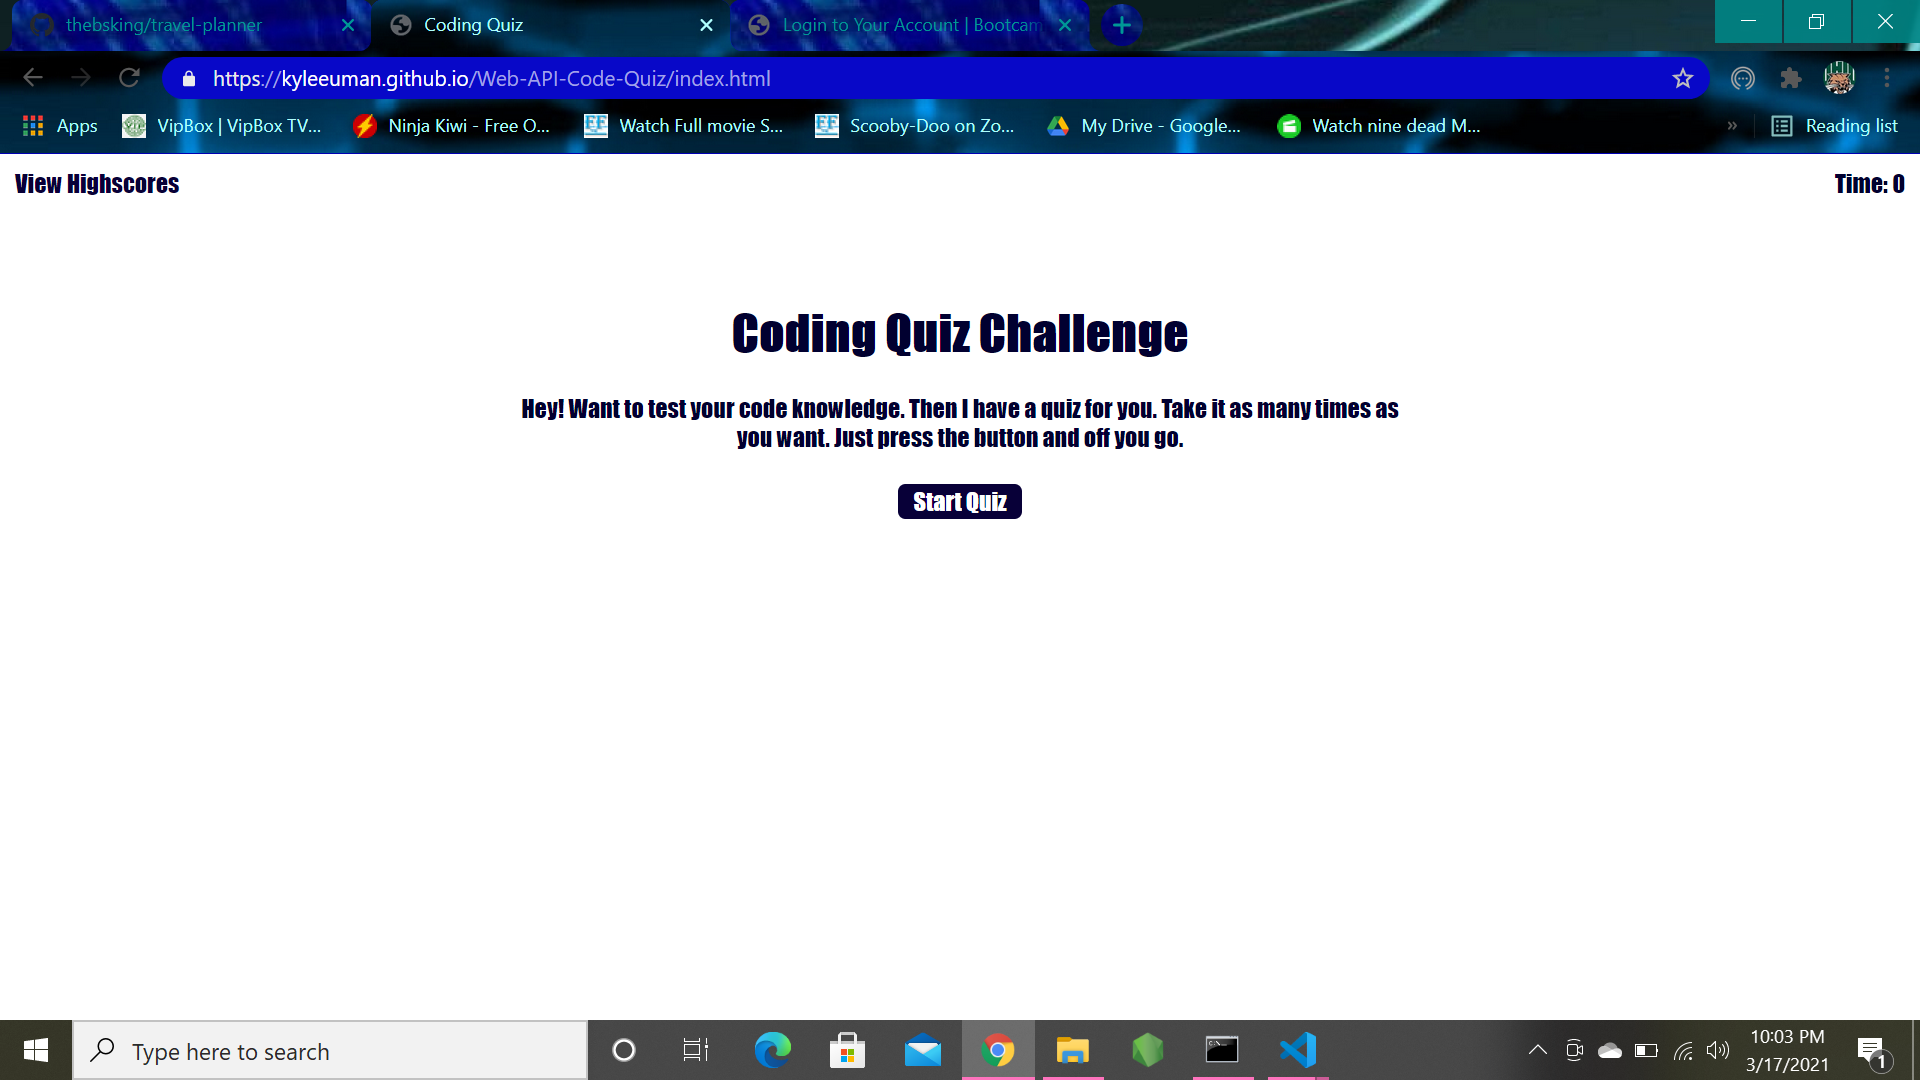 thebsking/travel-planner
Coding Quiz
Login to Your Account | Bootcam
https://kyleeuman.github.io/Web-API-Code-Quiz/index.html
Apps
VipBox | VipBox TV...
Ninja Kiwi - Free O...
Watch Full movie S...
Scooby-Doo on Zo...
My Drive - Google...
Watch nine dead M...
»
Reading list
View Highscores
Time: 0
Coding Quiz Challenge
Hey! Want to test your code knowledge. Then I have a quiz for you. Take it as many times as
you want. Just press the button and off you go.
Start Quiz
Type here to search
10:03 PM
3/17/2021
1